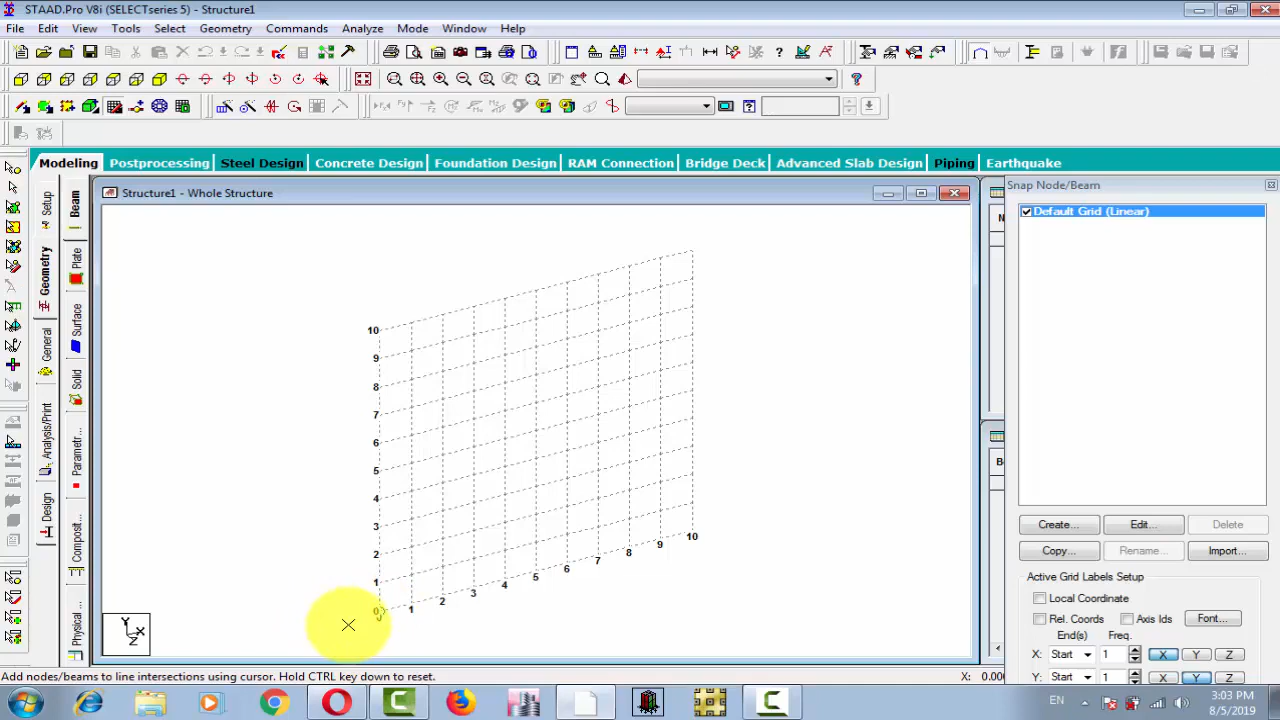 STAAD.Pro V8i (SELECTseries 5) - Structure1
File Edit View Tools Select Geometry Commands Analyze Mode Window Help
Modeling Postprocessing Steel Design Concrete Design Foundation Design RAM Connection Bridge Deck Advanced Slab Design Piping Earthquake
Setup
Geometry
General
Analysis/Print
Design
Beam
Plate
Surface
Solid
Parametr...
Composit...
Physical ...
Structure1 - Whole Structure
10
9
8
7
6
5
4
3
2
1
0
1
2
3
4
5
6
7
8
9
10
Y
X
Z
Snap Node/Beam
Default Grid (Linear)
Create... Edit... Delete
Copy... Rename... Import...
Active Grid Labels Setup
Local Coordinate
Rel. Coords Axis Ids Font...
End(s) Freq.
X: Start 1 X Y Z
Y: Start 1 X Y Z
Add nodes/beams to line intersections using cursor. Hold CTRL key down to reset.
X: 0.00
EN
3:03 PM
8/5/2019